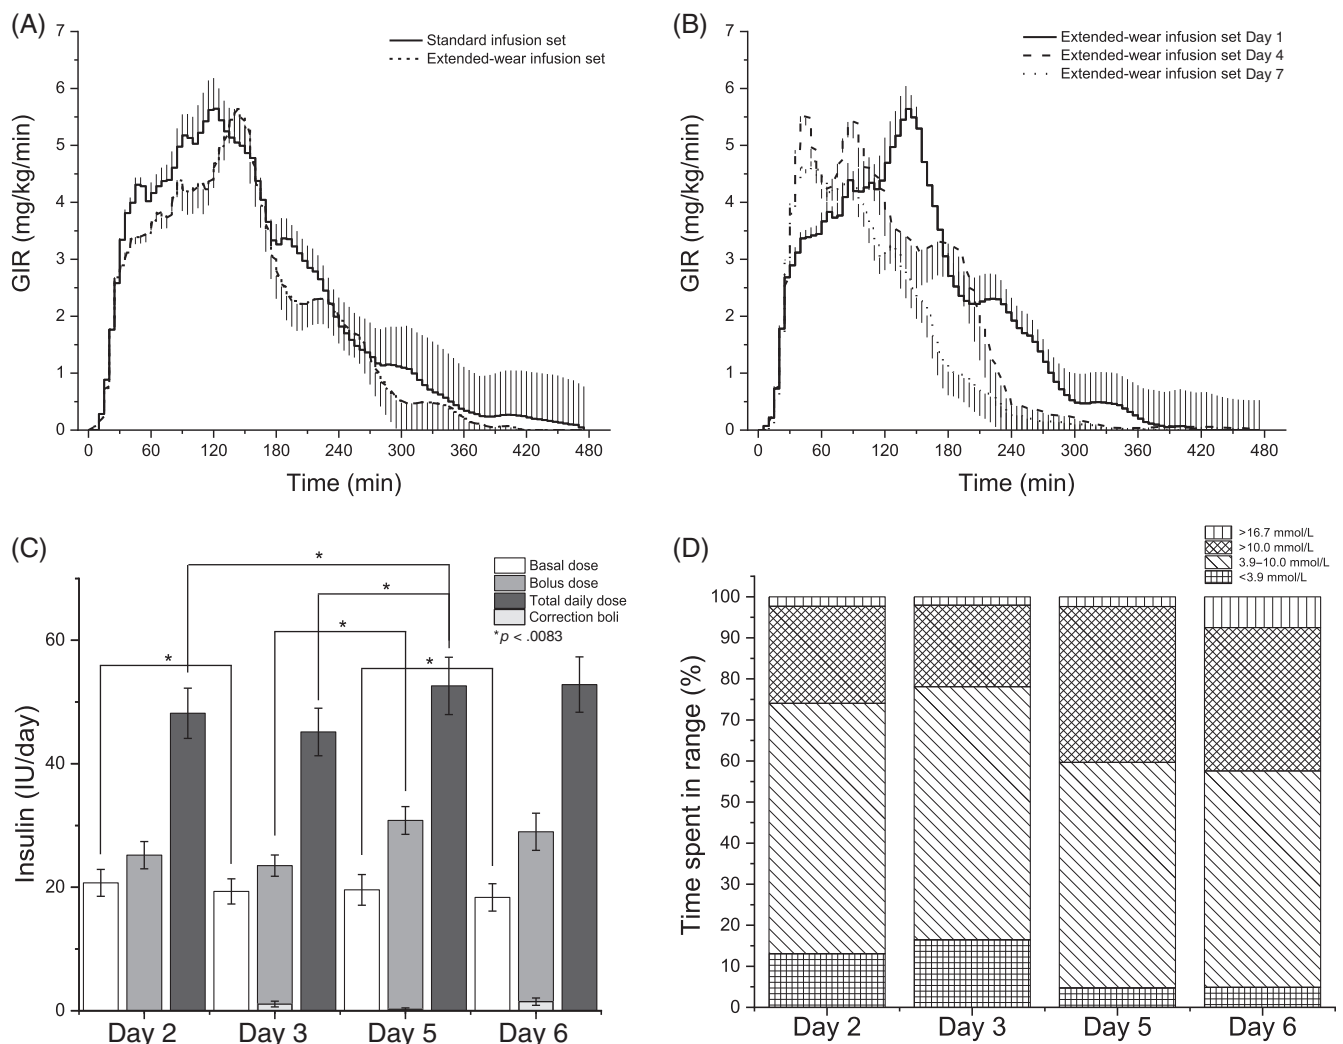 (A)
7
6
5
4
3
2
1
0
GIR (mg/kg/min)
Standard infusion set
Extended-wear infusion set
0 60 120 180 240 300 360 420 480
Time (min)
(B)
7
6
5
4
3
2
1
0
GIR (mg/kg/min)
Extended-wear infusion set Day 1
Extended-wear infusion set Day 4
Extended-wear infusion set Day 7
0 60 120 180 240 300 360 420 480
Time (min)
(C)
Basal dose
Bolus dose
Total daily dose
Correction boli
*p < .0083
*
*
*
*
*
60
40
20
0
Insulin (IU/day)
Day 2 Day 3 Day 5 Day 6
(D)
>16.7 mmol/L
>10.0 mmol/L
3.9–10.0 mmol/L
<3.9 mmol/L
100
90
80
70
60
50
40
30
20
10
0
Time spent in range (%)
Day 2 Day 3 Day 5 Day 6